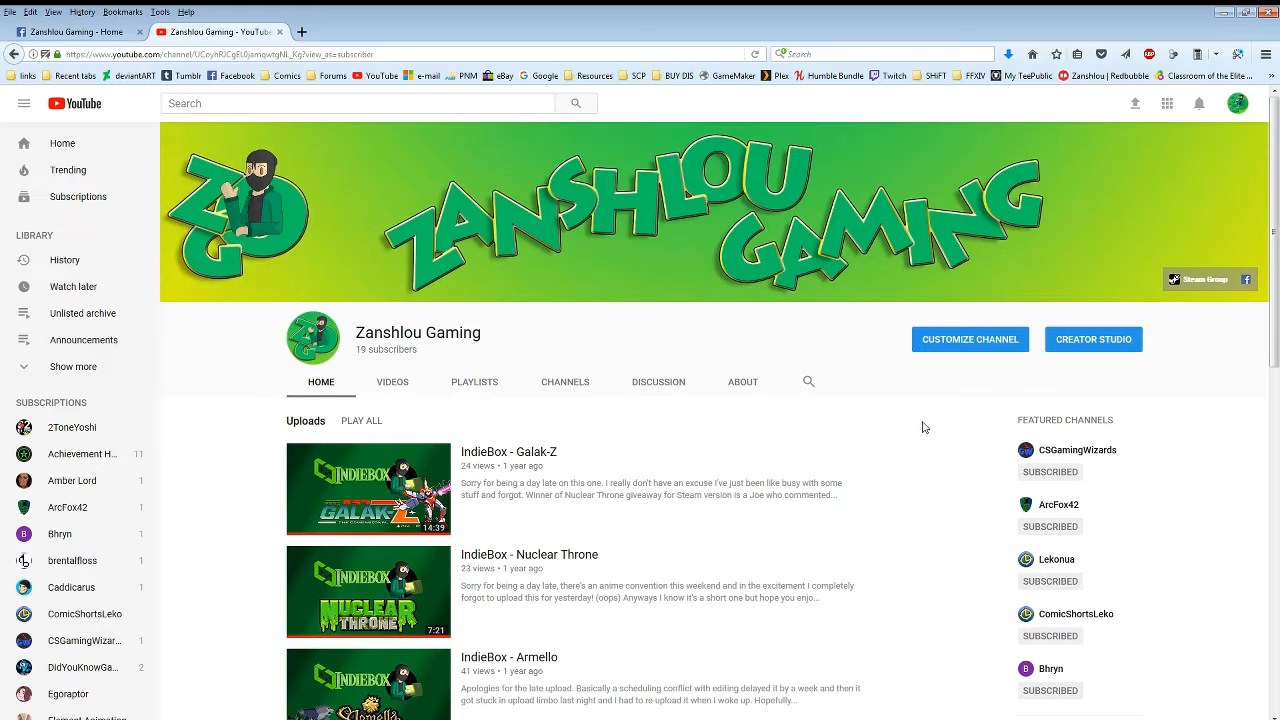 File Edit View History Bookmarks Tools Help
Zanshlou Gaming - Home × Zanshlou Gaming - YouTube × +
https://www.youtube.com/channel/UCoyhRJCgEL0jamqwtgNL_Kg?view_as=subscriber Search
links Recent tabs deviantART Tumblr Facebook Comics Forums YouTube e-mail PNM eBay Google Resources SCP BUY DIS GameMaker Plex Humble Bundle Twitch SHiFT FFXIV My TeePublic Zanshlou | Redbubble Classroom of the Elite ...
YouTube Search
Home
Trending
Subscriptions
LIBRARY
History
Watch later
Unlisted archive
Announcements
Show more
SUBSCRIPTIONS
2ToneYoshi
Achievement H... 11
Amber Lord 1
ArcFox42 1
Bhryn 1
brentalfloss 1
Caddicarus 1
ComicShortsLeko
CSGamingWizar... 1
DidYouKnowGa... 2
Egoraptor
Element Animation
ZG
ZANSHLOU
GAMING
Steam Group
Zanshlou Gaming
19 subscribers
CUSTOMIZE CHANNEL CREATOR STUDIO
HOME VIDEOS PLAYLISTS CHANNELS DISCUSSION ABOUT
Uploads PLAY ALL
INDIEBOX
GALAK-Z
THE DIMENSIONAL
14:39
IndieBox - Galak-Z
24 views • 1 year ago
Sorry for being a day late on this one. I really don't have an excuse I've just been like busy with some
stuff and forgot. Winner of Nuclear Throne giveaway for Steam version is a Joe who commented...
INDIEBOX
NUCLEAR
THRONE
7:21
IndieBox - Nuclear Throne
23 views • 1 year ago
Sorry for being a day late, there's an anime convention this weekend and in the excitement I completely
forgot to upload this for yesterday! (oops) Anyways I know it's a short one but hope you enjo...
INDIEBOX
Armello
IndieBox - Armello
41 views • 1 year ago
Apologies for the late upload. Basically a scheduling conflict with editing delayed it by a week and then it
got stuck in upload limbo last night and I had to re-upload it when I woke up. Hopefully...
FEATURED CHANNELS
CSGamingWizards
SUBSCRIBED
ArcFox42
SUBSCRIBED
Lekonua
SUBSCRIBED
ComicShortsLeko
SUBSCRIBED
Bhryn
SUBSCRIBED